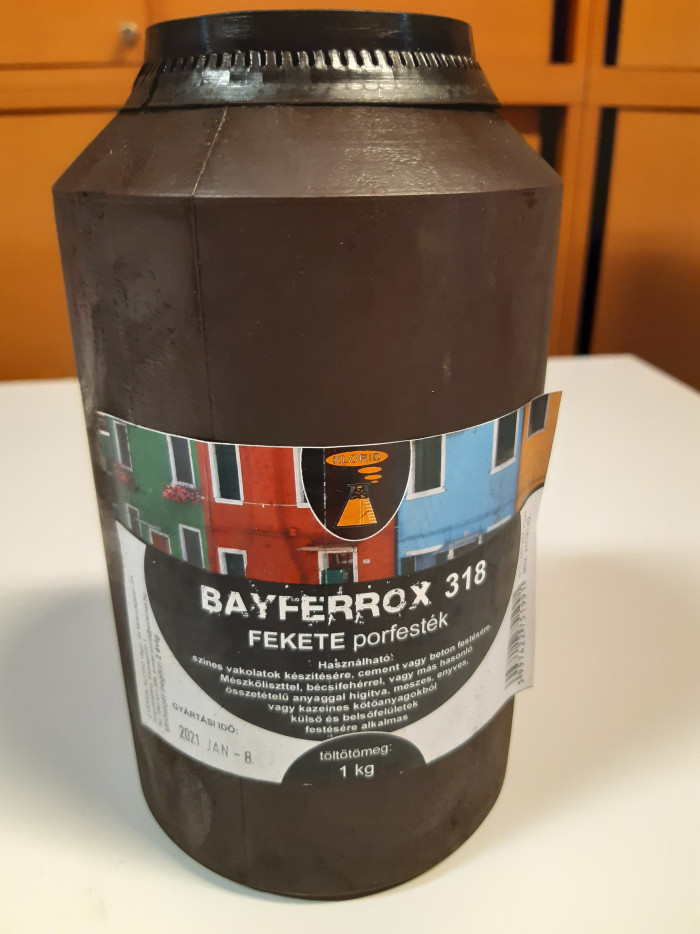 KLORID
BAYFERROX 318
FEKETE porfesték
Használható:
színes vakolatok készítésére, cement vagy beton festésére.
Mészkőliszttel, bécsifehérrel, vagy más hasonló
összetételű anyaggal hígítva, meszes, enyves,
vagy kazeines kötőanyagokból
külső és belsőfelületek
festésére alkalmas
GYÁRTÁSI IDŐ:
2021 JAN - 8.
töltőtömeg:
1 kg